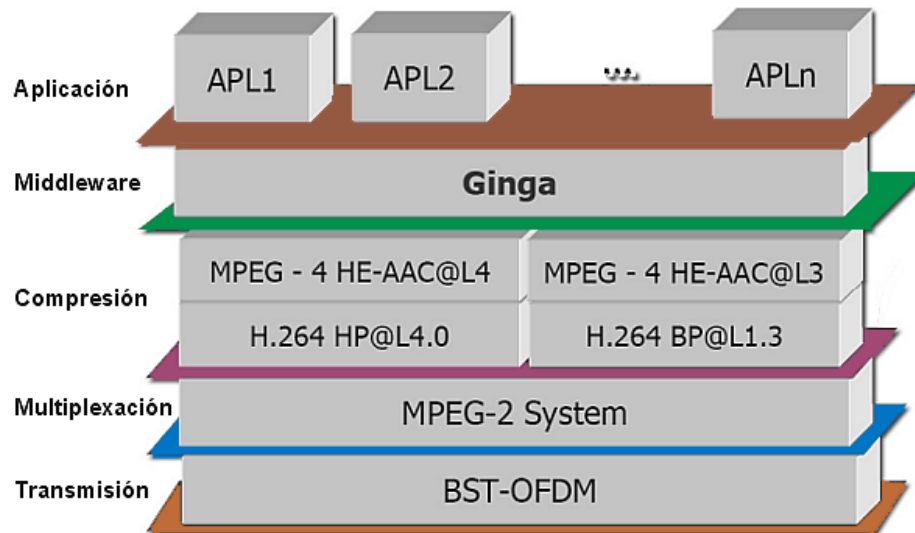 Aplicación
APL1
APL2
...
APLn
Middleware
Ginga
Compresión
MPEG - 4 HE-AAC@L4
MPEG - 4 HE-AAC@L3
H.264 HP@L4.0
H.264 BP@L1.3
Multiplexación
MPEG-2 System
Transmisión
BST-OFDM